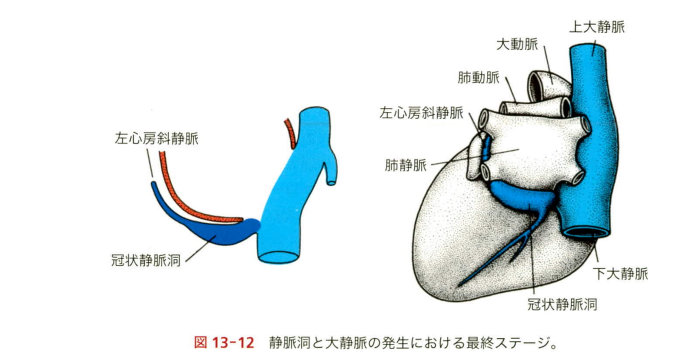 左心房斜静脈
冠状静脈洞
上大静脈
大動脈
肺動脈
左心房斜静脈
肺静脈
下大静脈
冠状静脈洞
図 13-12 静脈洞と大静脈の発生における最終ステージ。